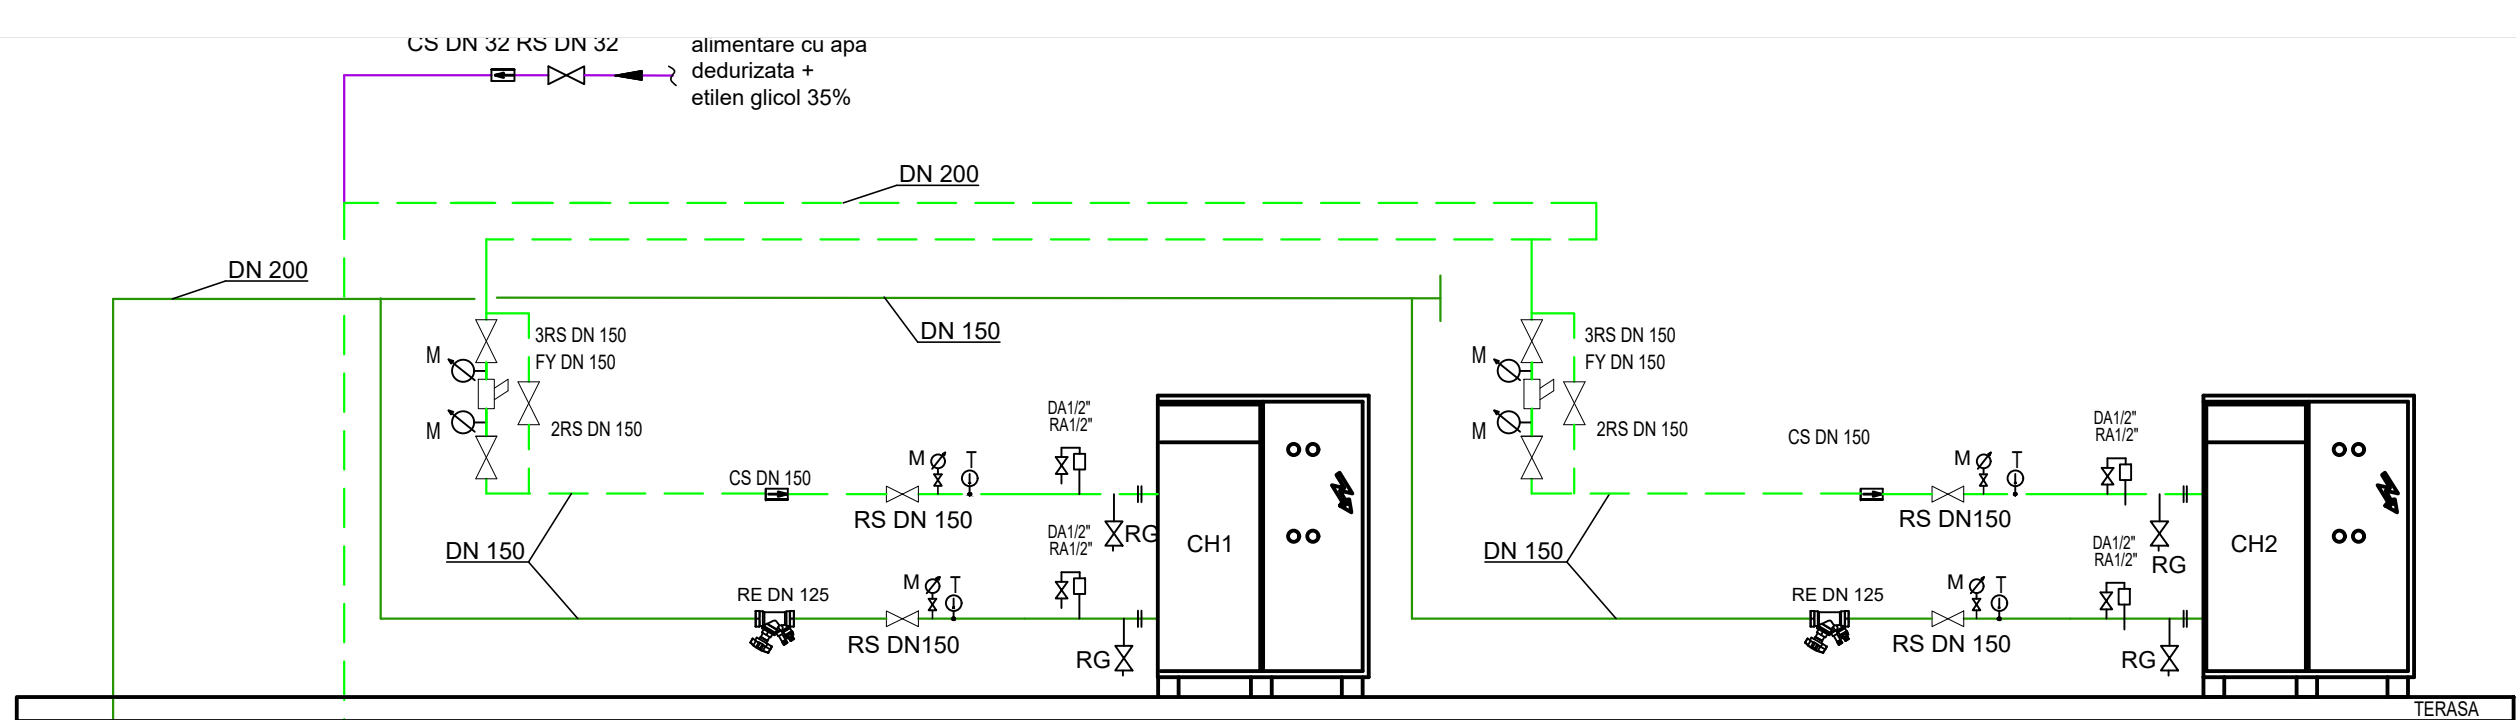 CS DN 32 RS DN 32
alimentare cu apa
dedurizata +
etilen glicol 35%
DN 200
DN 200
DN 150
3RS DN 150
FY DN 150
M
M
2RS DN 150
3RS DN 150
FY DN 150
M
M
2RS DN 150
DA1/2"
RA1/2"
CS DN 150
M
T
RS DN 150
RG
DN 150
DA1/2"
RA1/2"
CH1
RE DN 125
M
T
RS DN150
RG
DA1/2"
RA1/2"
CS DN 150
M
T
RS DN150
RG
DN 150
DA1/2"
RA1/2"
CH2
RE DN 125
M
T
RS DN 150
RG
TERASA